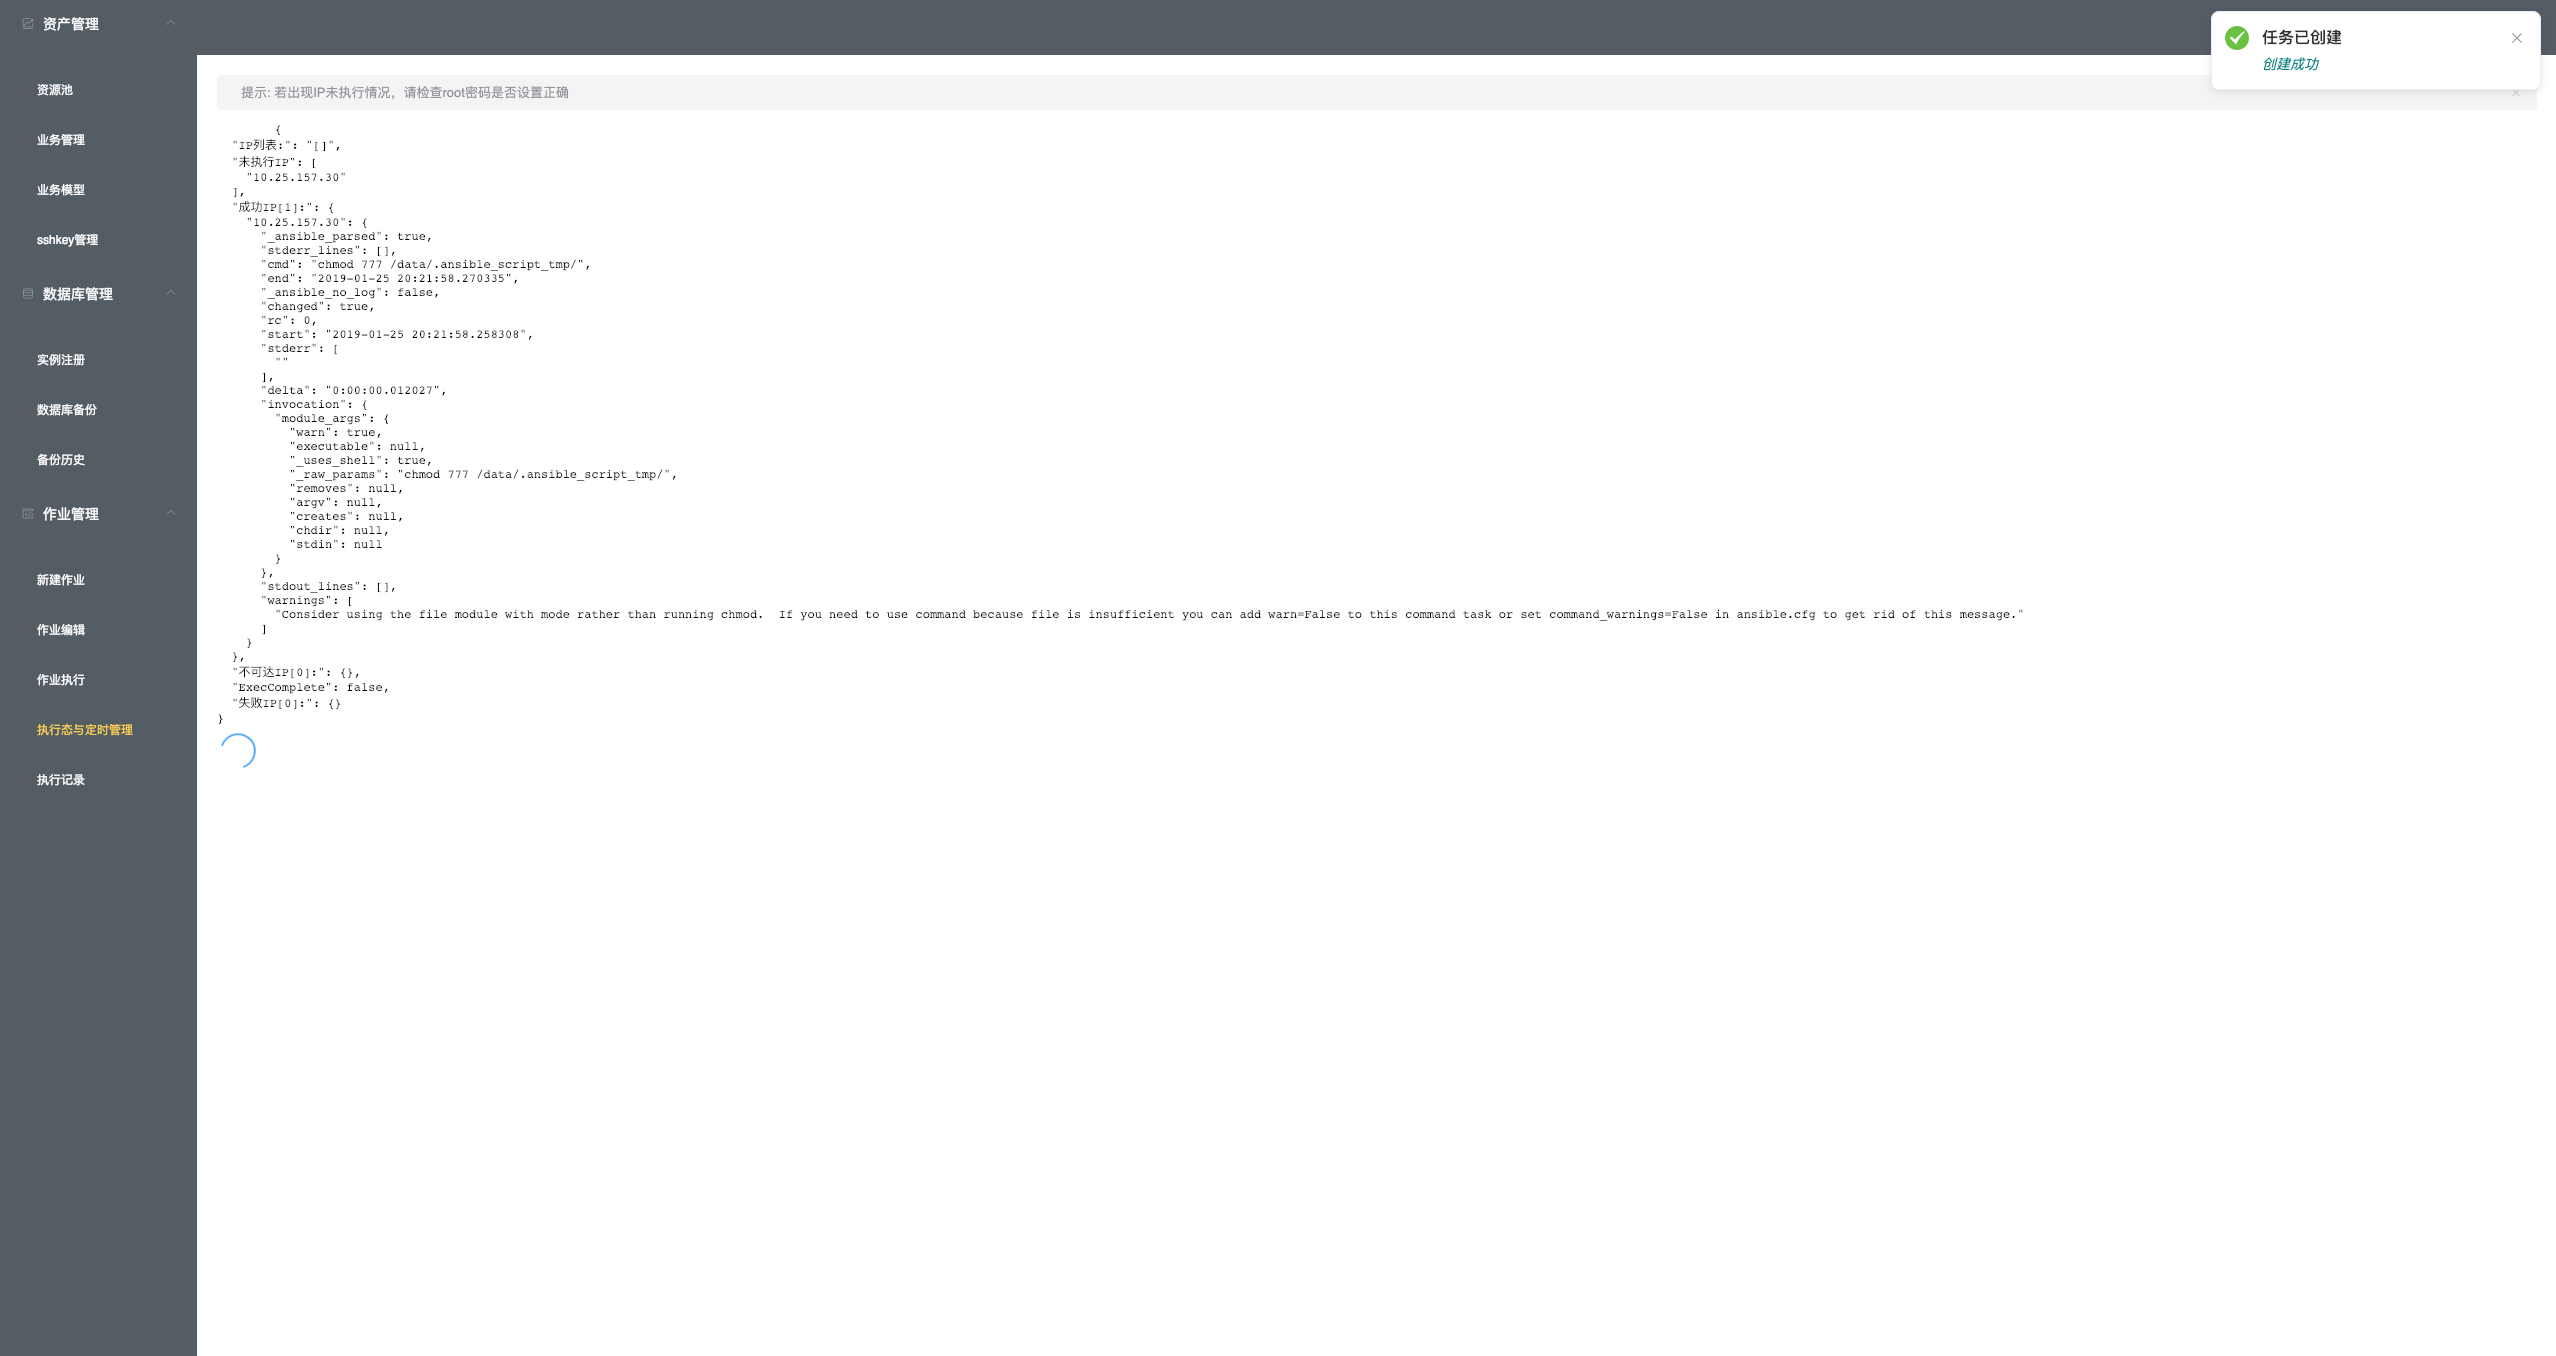 资产管理
资源池
业务管理
业务模型
sshkey管理
数据库管理
实例注册
数据库备份
备份历史
作业管理
新建作业
作业编辑
作业执行
执行态与定时管理
执行记录
任务已创建
创建成功
提示: 若出现IP未执行情况，请检查root密码是否设置正确
{
"IP列表:": "[]",
"未执行IP": [
"10.25.157.30"
],
"成功IP[1]:": {
"10.25.157.30": {
"_ansible_parsed": true,
"stderr_lines": [],
"cmd": "chmod 777 /data/.ansible_script_tmp/",
"end": "2019-01-25 20:21:58.270335",
"_ansible_no_log": false,
"changed": true,
"rc": 0,
"start": "2019-01-25 20:21:58.258308",
"stderr": [
""
],
"delta": "0:00:00.012027",
"invocation": {
"module_args": {
"warn": true,
"executable": null,
"_uses_shell": true,
"_raw_params": "chmod 777 /data/.ansible_script_tmp/",
"removes": null,
"argv": null,
"creates": null,
"chdir": null,
"stdin": null
}
},
"stdout_lines": [],
"warnings": [
"Consider using the file module with mode rather than running chmod.  If you need to use command because file is insufficient you can add warn=False to this command task or set command_warnings=False in ansible.cfg to get rid of this message."
]
}
},
"不可达IP[0]:": {},
"ExecComplete": false,
"失败IP[0]:": {}
}